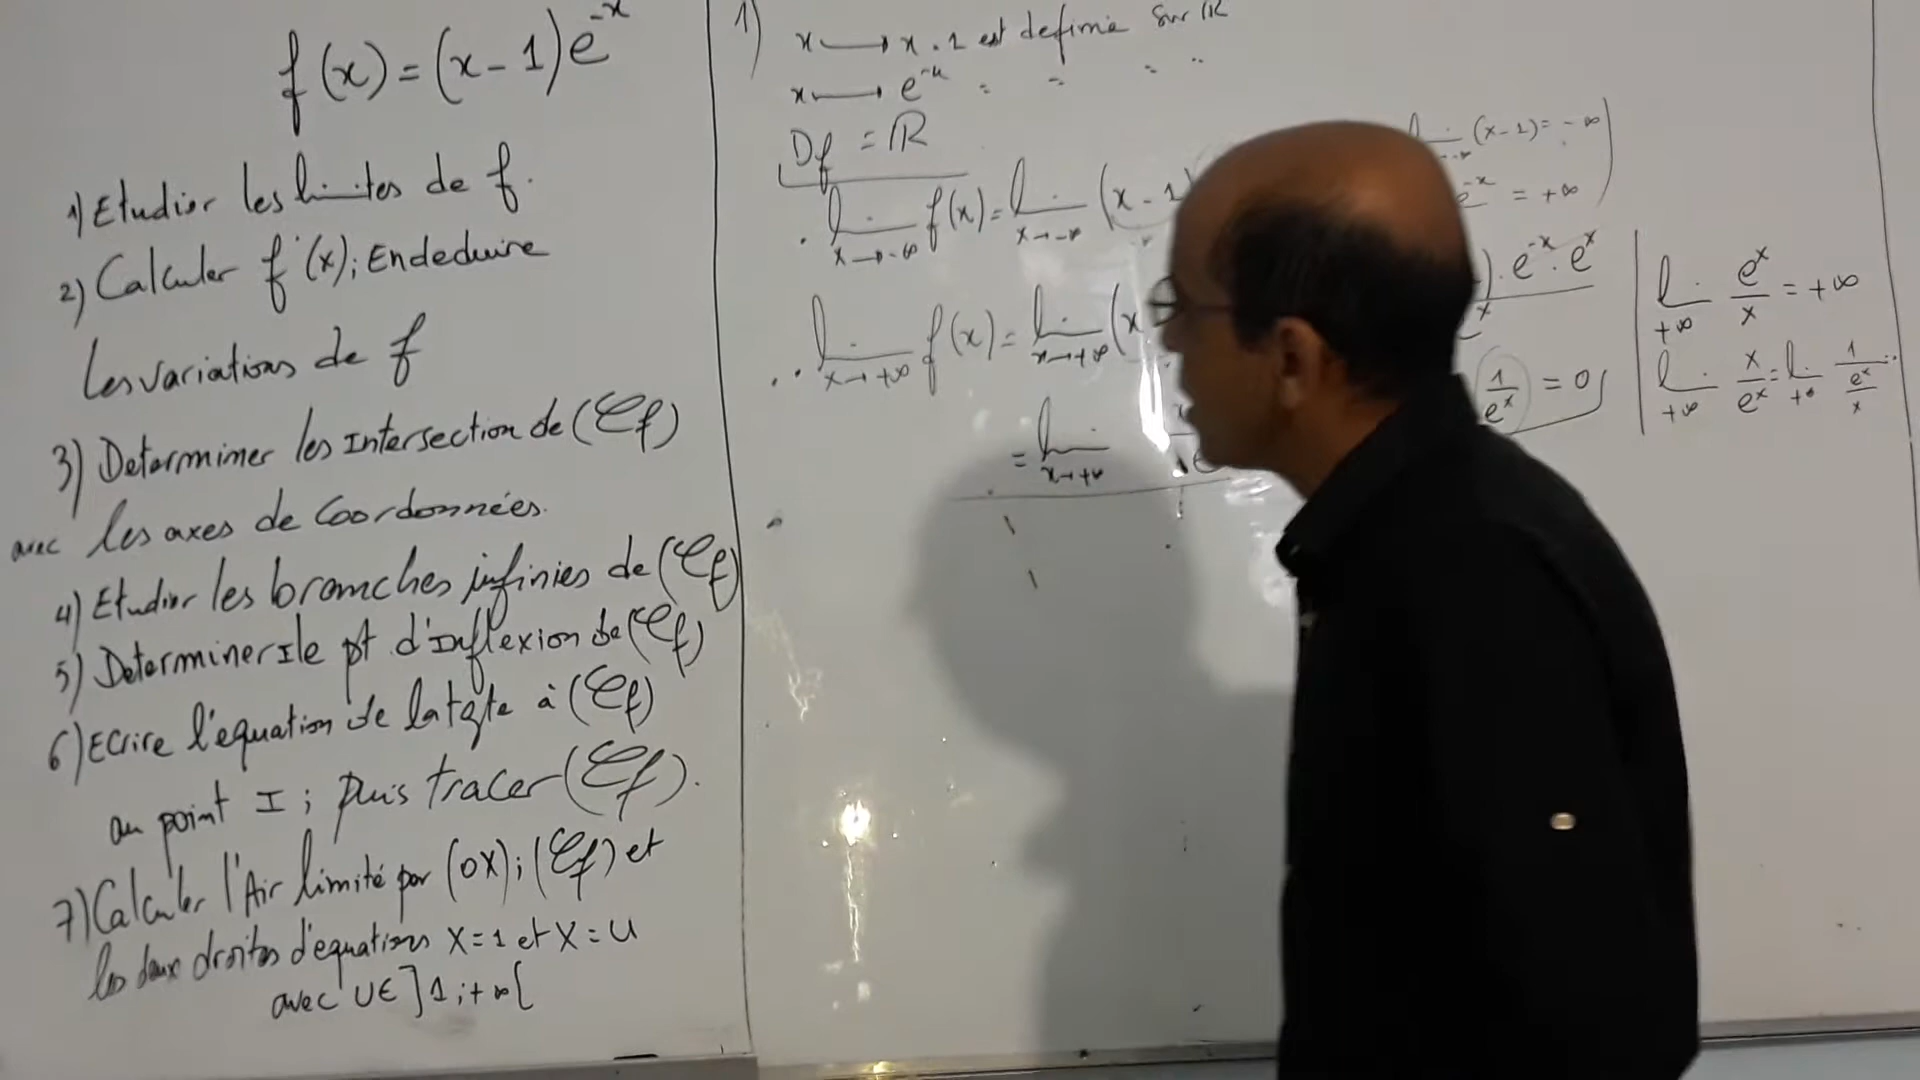 f(x) = (x-1)e^{-x}
1) Etudier les limites de f.
2) Calculer f'(x); En deduire
les variations de f
3) Determiner les Intersection de (Cf)
avec les axes de Coordonnées.
4) Etudier les branches infinies de (Cf)
5) Determiner I le pt d'Inflexion de (Cf)
6) Ecrire l'équation de la tgte à (Cf)
au point I; puis tracer (Cf).
7) Calculer l'Air limité par (OX); (Cf) et
les deux droites d'equations X=1 et X=U
avec U∈]1;+∞[
1) x → x-1 est definie sur ℝ
x → e^{-x} = = " "
Df = ℝ
lim x→-∞ f(x) = lim x→-∞ (x-1
(x-1) = -∞
e^{-x} = +∞
lim x→+∞ f(x) = lim x→+∞ (x
). e^{-x}. e^x
= lim x→+∞
1/e^x = 0
lim +∞ e^x/x = +∞
lim +∞ x/e^x = lim +∞ 1/(e^x/x)